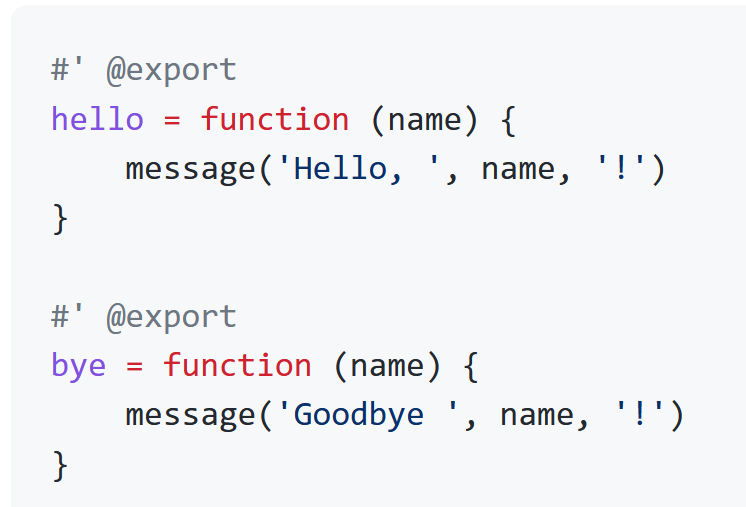 #' @export
hello = function (name) {
    message('Hello, ', name, '!')
}

#' @export
bye = function (name) {
    message('Goodbye ', name, '!')
}